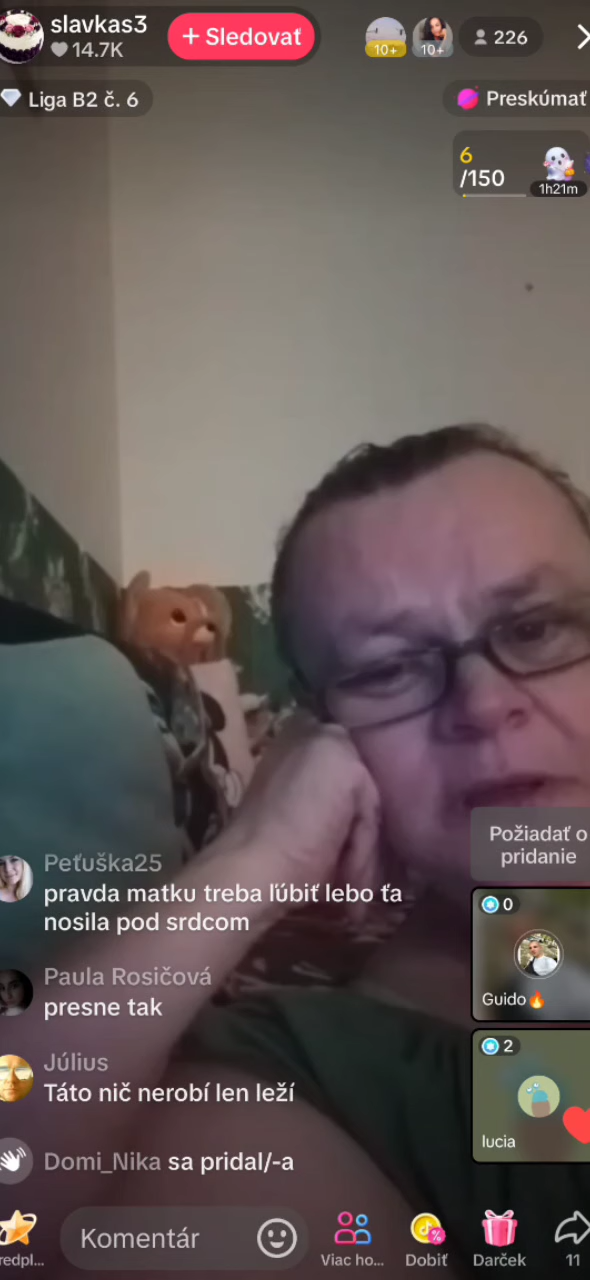 slavkas3
14.7K
+ Sledovať
10+
10+
226
Liga B2 č. 6
Preskúmať
6
/150
1h21m
Požiadať o
pridanie
Peťuška25
pravda matku treba ľúbiť lebo ťa
nosila pod srdcom
0
Guido
Paula Rosičová
presne tak
Július
Táto nič nerobí len leží
2
lucia
Domi_Nika sa pridal/-a
redpl...
Komentár
Viac ho...
Dobiť
Darček
11